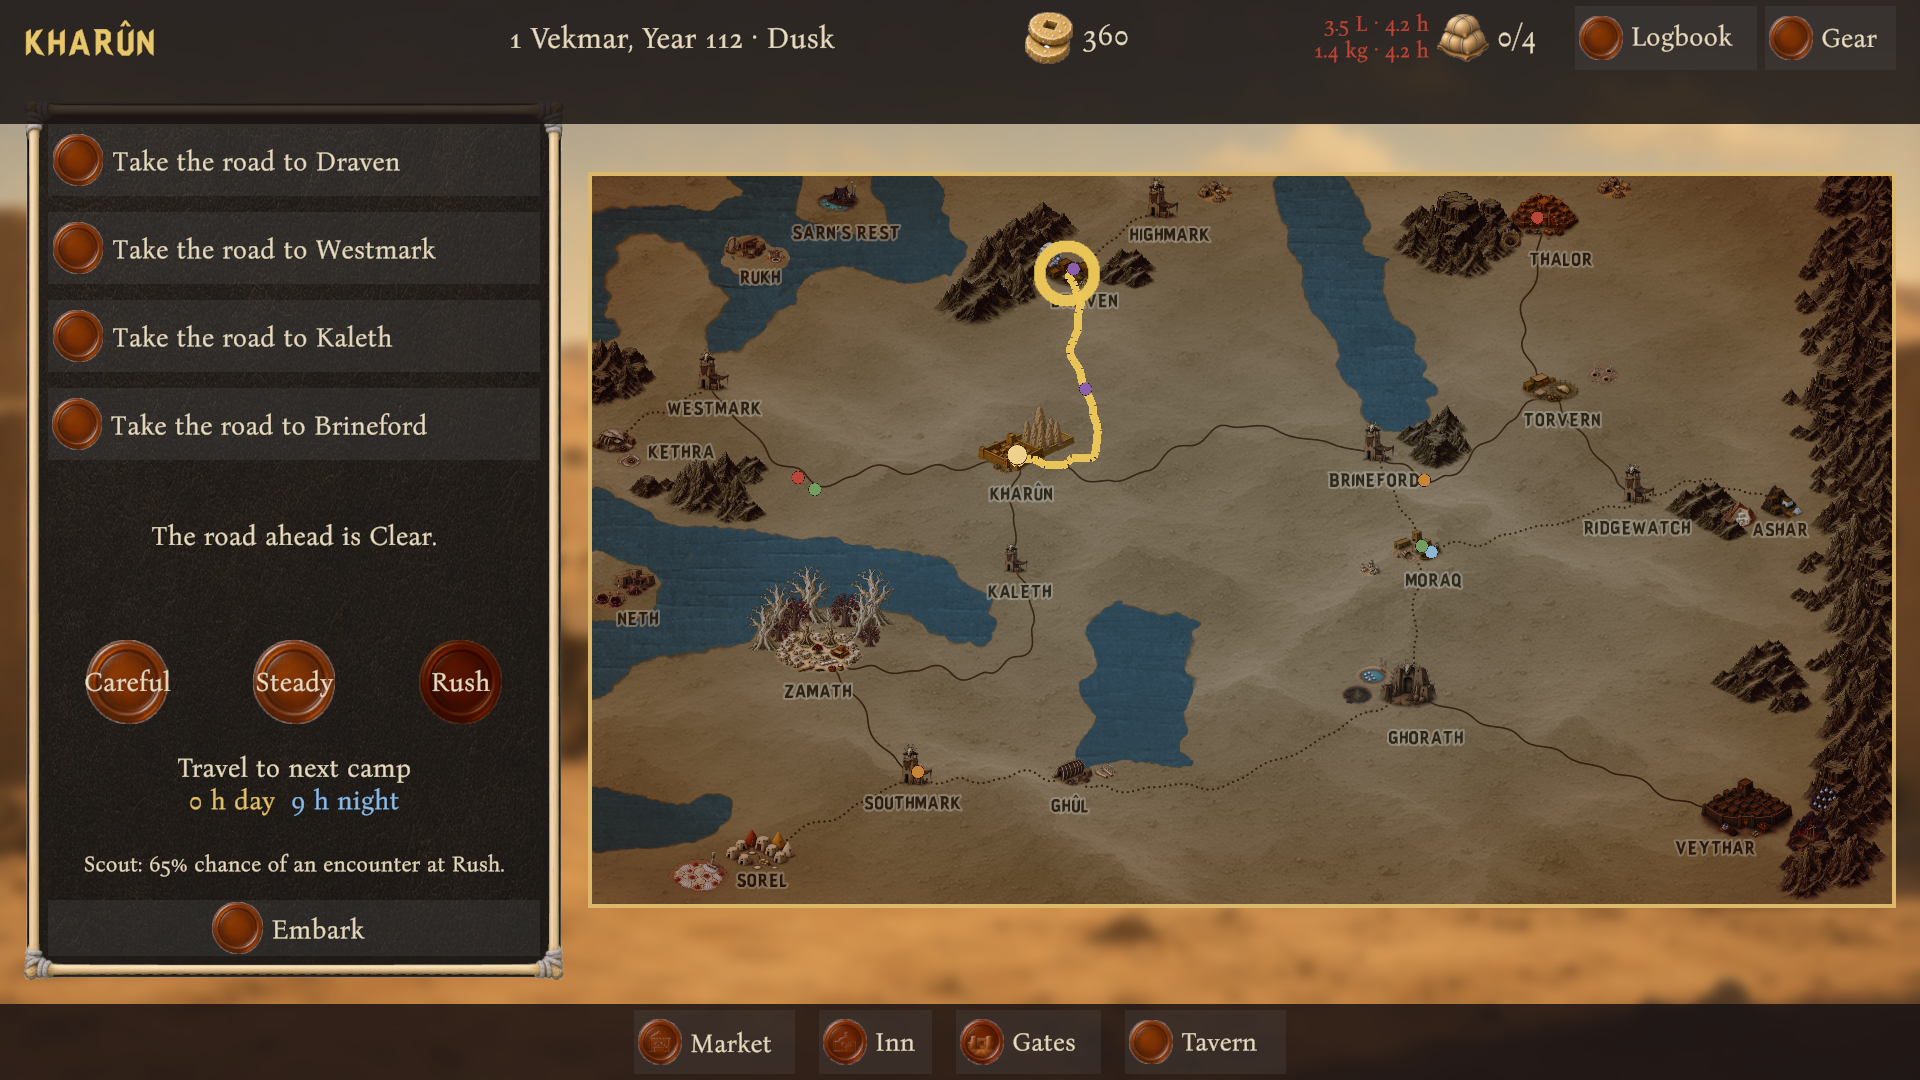 KHARÛN
1 Vekmar, Year 112 · Dusk
360
3.5 L · 4.2 h
1.4 kg · 4.2 h
0/4
Logbook
Gear
Take the road to Draven
Take the road to Westmark
Take the road to Kaleth
Take the road to Brineford
The road ahead is Clear.
Careful
Steady
Rush
Travel to next camp
0 h day 9 h night
Scout: 65% chance of an encounter at Rush.
Embark
SARN'S REST
HIGHMARK
RUKH
THALOR
VEN
WESTMARK
TORVERN
KETHRA
BRINEFORD
KHARÛN
RIDGEWATCH
ASHAR
MORAQ
KALETH
NETH
ZAMATH
GHORATH
SOUTHMARK
GHÛL
VEYTHAR
SOREL
Market
Inn
Gates
Tavern